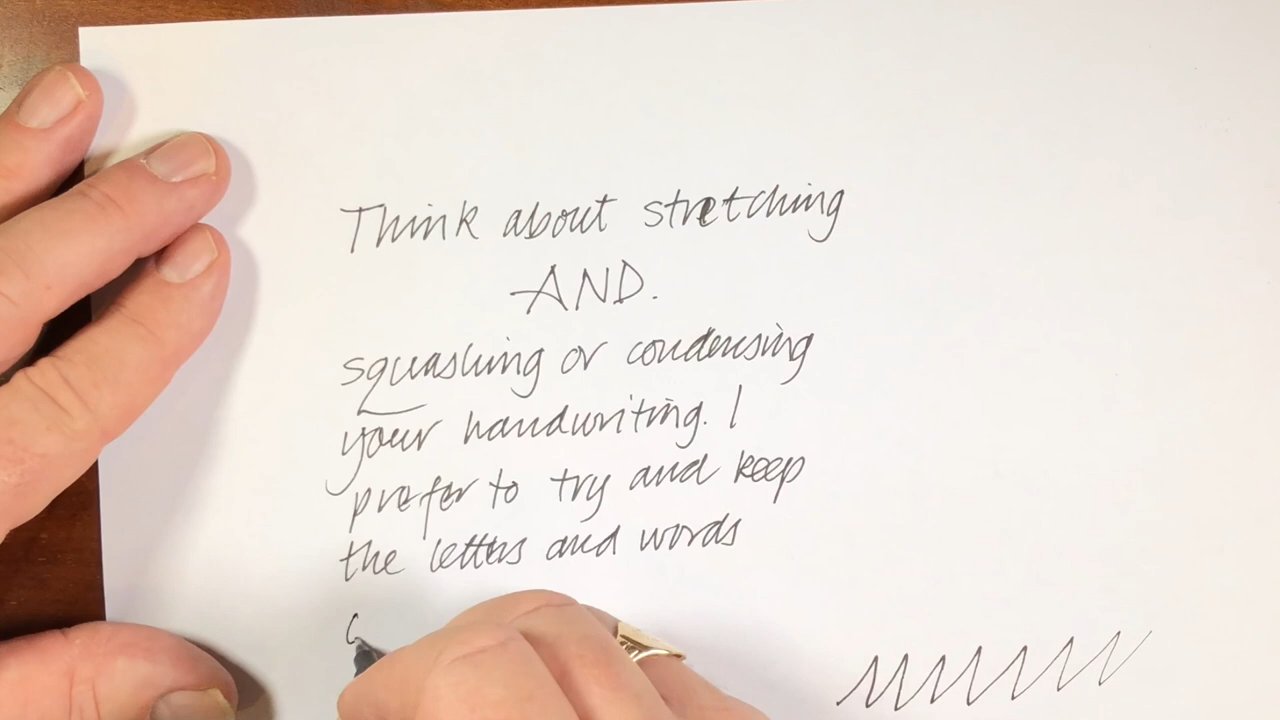 Think about stretching
AND.
squashing or condensing
your handwriting. I
prefer to try and keep
the letters and words